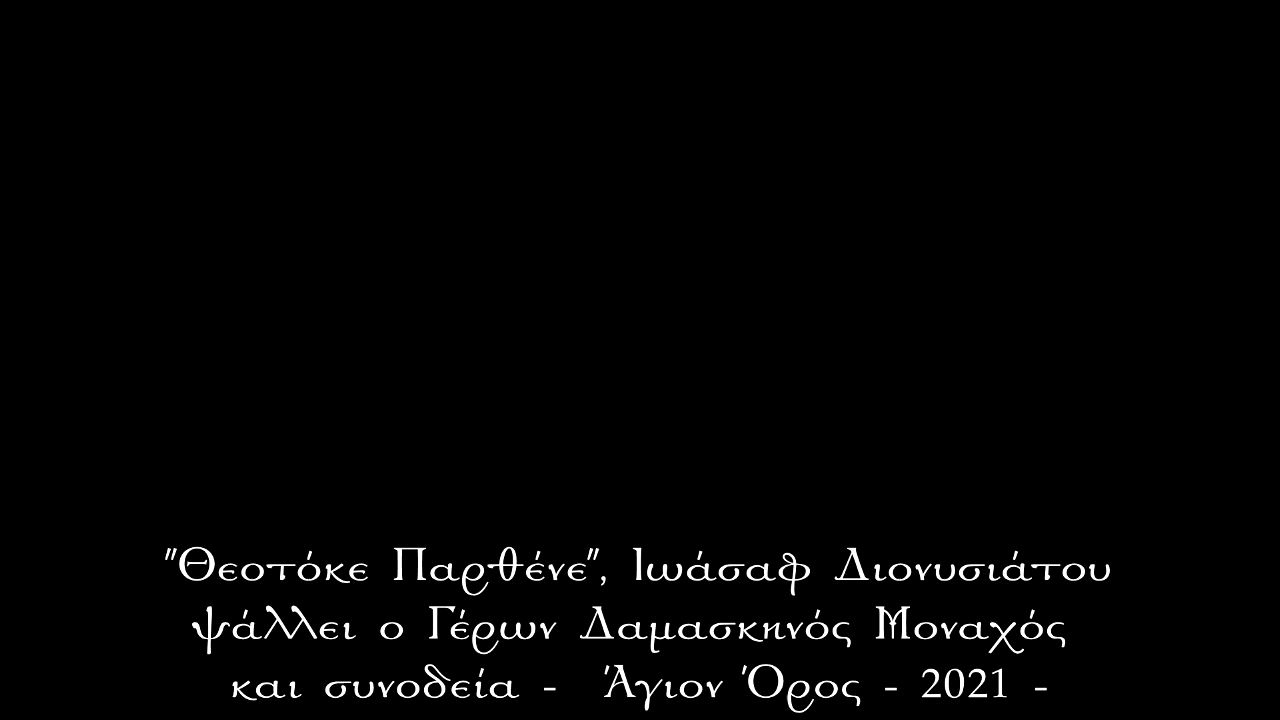 "Θεοτόκε Παρθένε", Ιωάσαφ Διονυσιάτου
ψάλλει ο Γέρων Δαμασκηνός Μοναχός
και συνοδεία - Άγιον Όρος - 2021 -